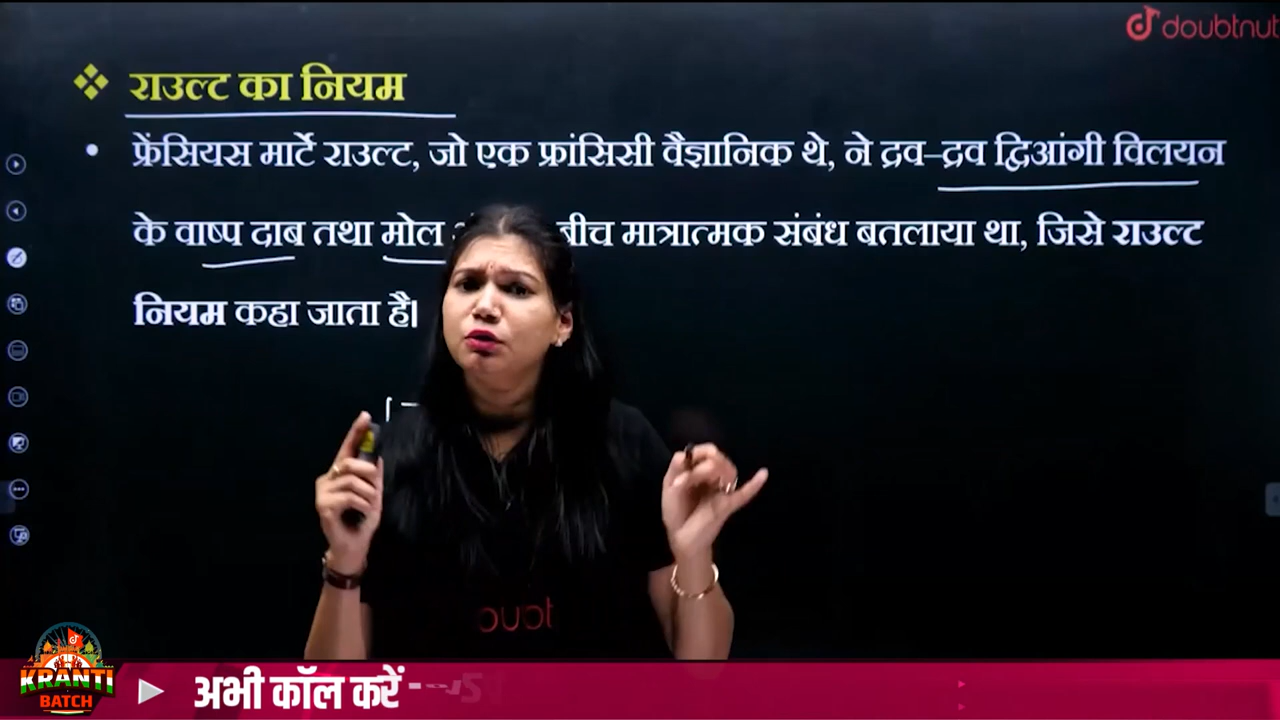 doubtnut
राउल्ट का नियम
• फ्रेंसियस मार्टे राउल्ट, जो एक फ्रांसिसी वैज्ञानिक थे, ने द्रव–द्रव द्विआंगी विलयन
के वाष्प दाब तथा मोल बीच मात्रात्मक संबंध बतलाया था, जिसे राउल्ट
नियम कहा जाता है।
oubt
KRANTI
BATCH
अभी कॉल करें